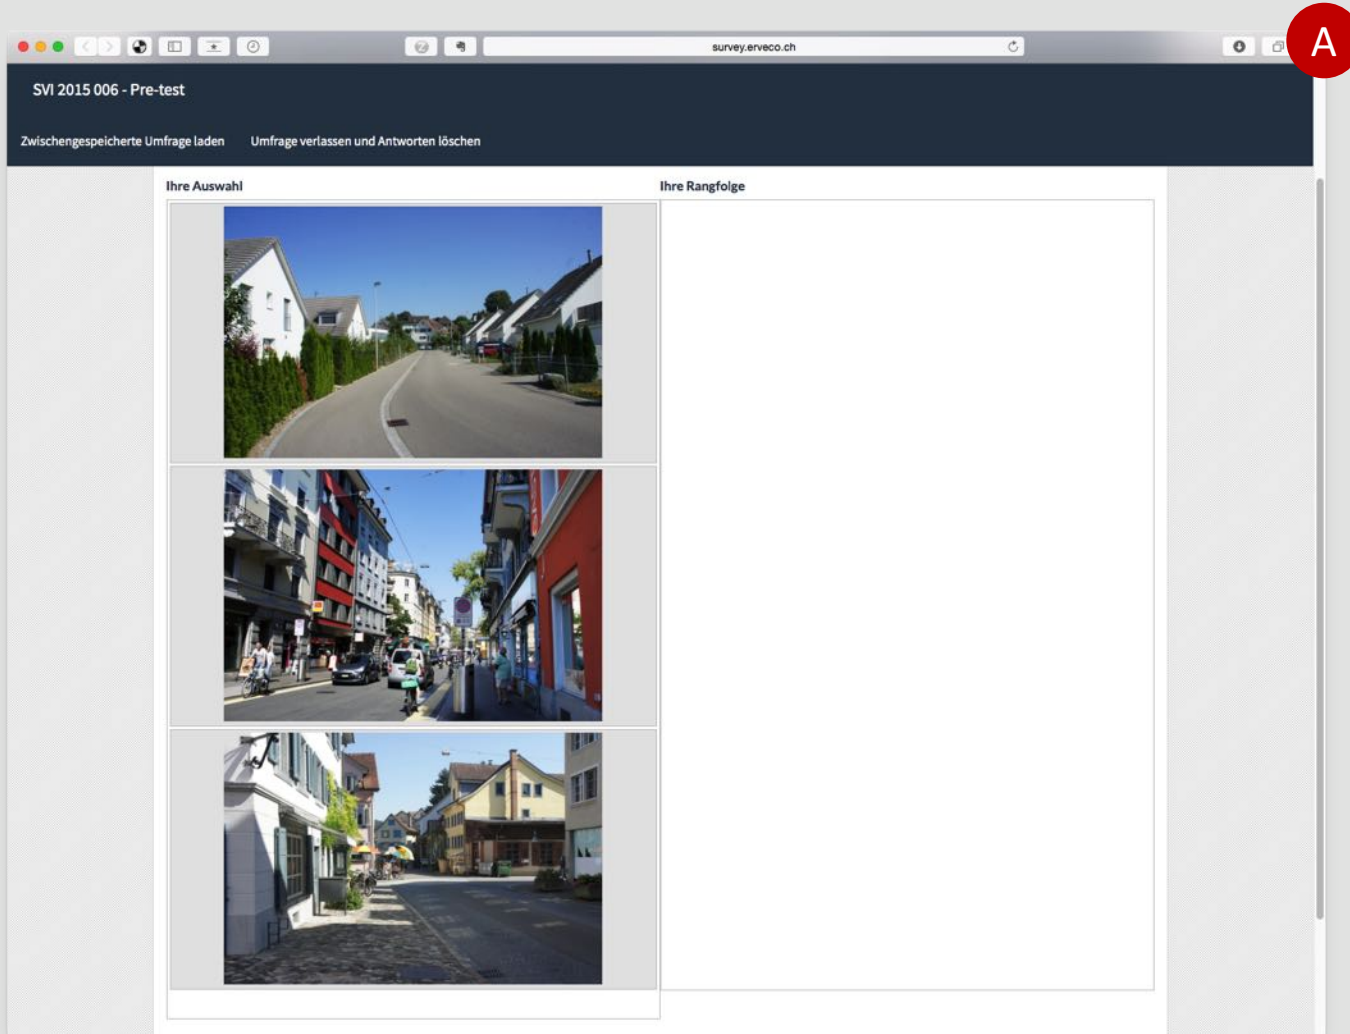 A
survey.erveco.ch
SVI 2015 006 - Pre-test
Zwischengespeicherte Umfrage laden
Umfrage verlassen und Antworten löschen
Ihre Auswahl
Ihre Rangfolge